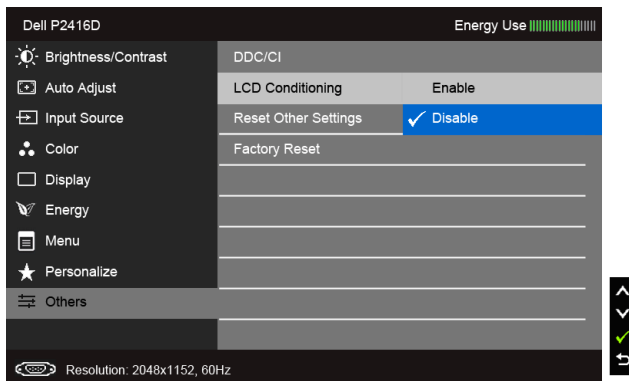 Dell P2416D Energy Use
Brightness/Contrast DDC/CI
Auto Adjust LCD Conditioning Enable
Input Source Reset Other Settings Disable
Color Factory Reset
Display
Energy
Menu
Personalize
Others
Resolution: 2048x1152, 60Hz